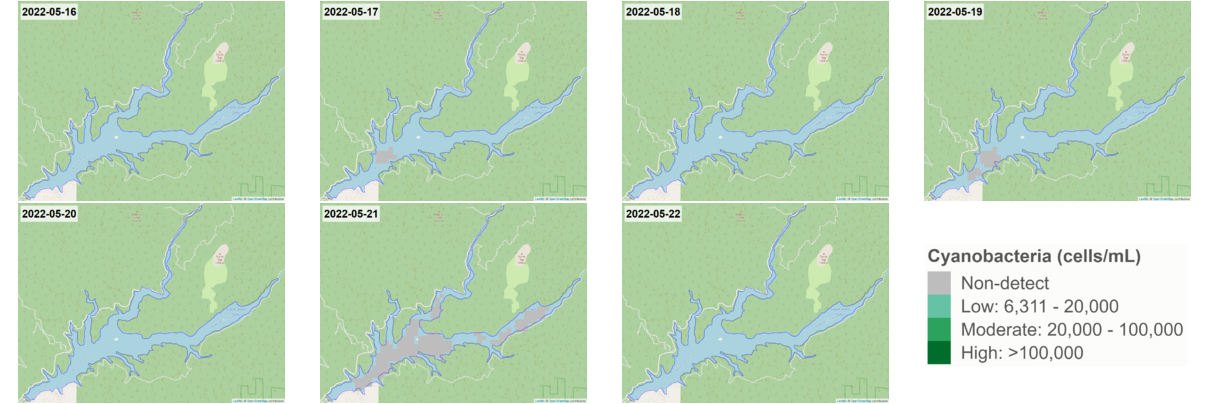 2022-05-16
2022-05-17
2022-05-18
2022-05-19
2022-05-20
2022-05-21
2022-05-22
Cyanobacteria (cells/mL)
Non-detect
Low: 6,311 - 20,000
Moderate: 20,000 - 100,000
High: >100,000